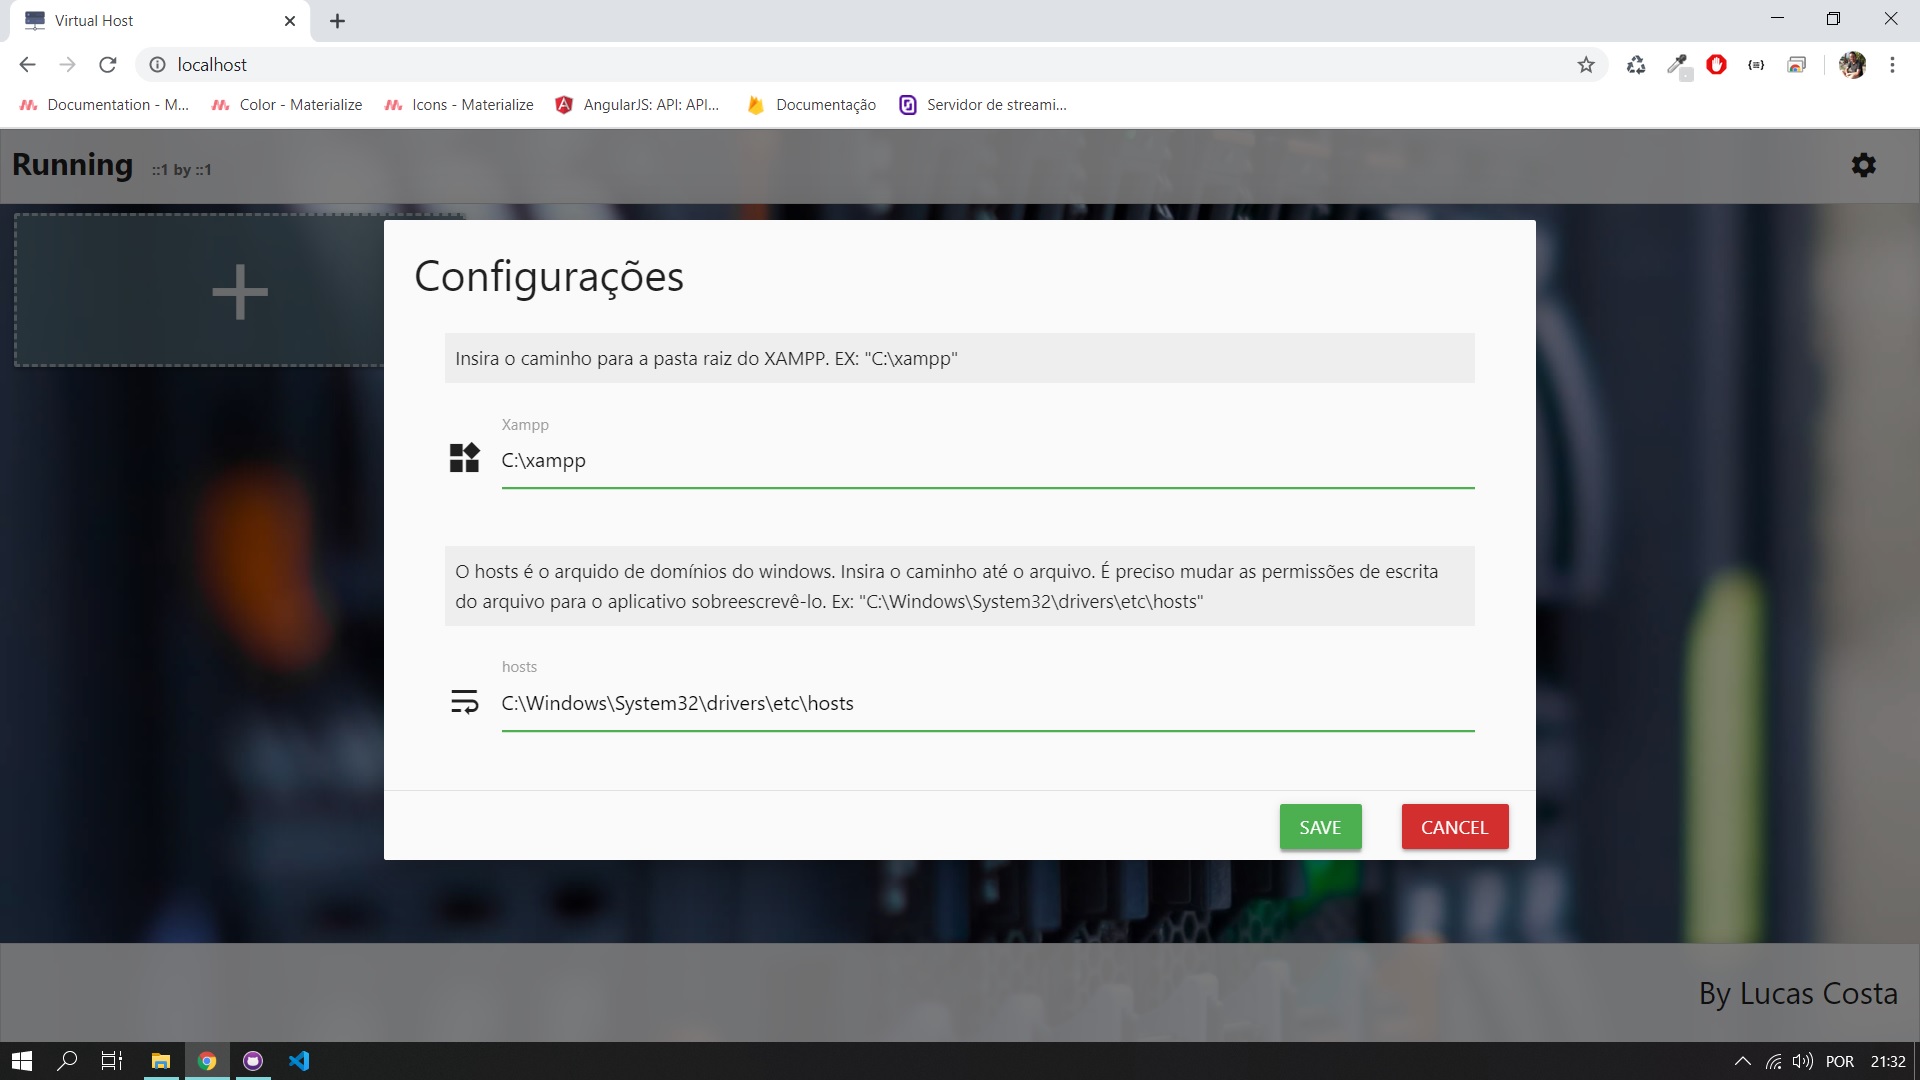 Virtual Host
localhost
Documentation - M...
Color - Materialize
Icons - Materialize
AngularJS: API: API...
Documentação
Servidor de streami...
Running ::1 by ::1
Configurações
Insira o caminho para a pasta raiz do XAMPP. EX: "C:\xampp"
Xampp
C:\xampp
O hosts é o arquido de domínios do windows. Insira o caminho até o arquivo. É preciso mudar as permissões de escrita
do arquivo para o aplicativo sobreescrevê-lo. Ex: "C:\Windows\System32\drivers\etc\hosts"
hosts
C:\Windows\System32\drivers\etc\hosts
SAVE
CANCEL
By Lucas Costa
POR
21:32